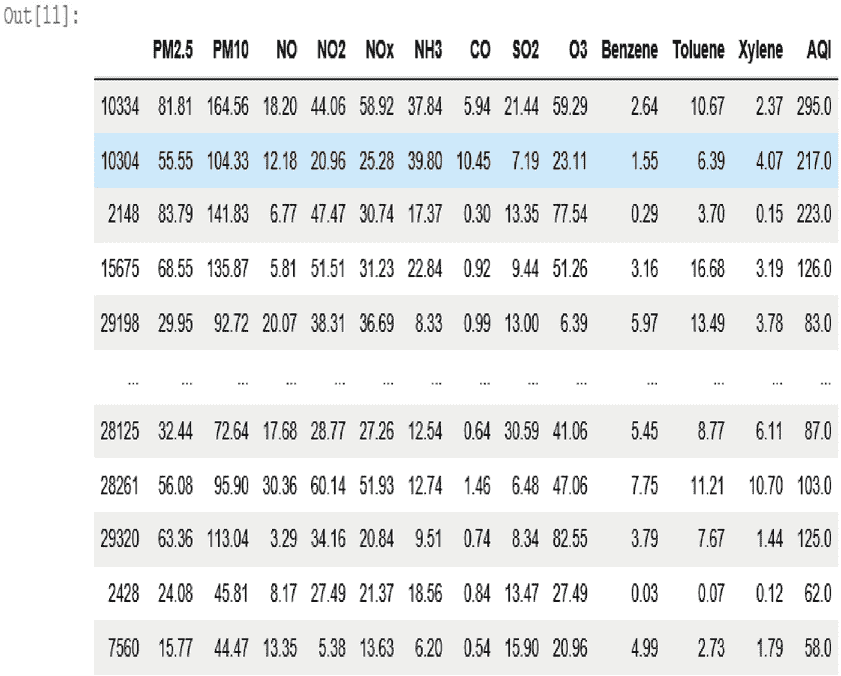 Out[11]:
PM2.5 PM10 NO NO2 NOx NH3 CO SO2 O3 Benzene Toluene Xylene AQI
10334 81.81 164.56 18.20 44.06 58.92 37.84 5.94 21.44 59.29 2.64 10.67 2.37 295.0
10304 55.55 104.33 12.18 20.96 25.28 39.80 10.45 7.19 23.11 1.55 6.39 4.07 217.0
2148 83.79 141.83 6.77 47.47 30.74 17.37 0.30 13.35 77.54 0.29 3.70 0.15 223.0
15675 68.55 135.87 5.81 51.51 31.23 22.84 0.92 9.44 51.26 3.16 16.68 3.19 126.0
29198 29.95 92.72 20.07 38.31 36.69 8.33 0.99 13.00 6.39 5.97 13.49 3.78 83.0
... ... ... ... ... ... ... ... ... ... ... ... ... ...
28125 32.44 72.64 17.68 28.77 27.26 12.54 0.64 30.59 41.06 5.45 8.77 6.11 87.0
28261 56.08 95.90 30.36 60.14 51.93 12.74 1.46 6.48 47.06 7.75 11.21 10.70 103.0
29320 63.36 113.04 3.29 34.16 20.84 9.51 0.74 8.34 82.55 3.79 7.67 1.44 125.0
2428 24.08 45.81 8.17 27.49 21.37 18.56 0.84 13.47 27.49 0.03 0.07 0.12 62.0
7560 15.77 44.47 13.35 5.38 13.63 6.20 0.54 15.90 20.96 4.99 2.73 1.79 58.0